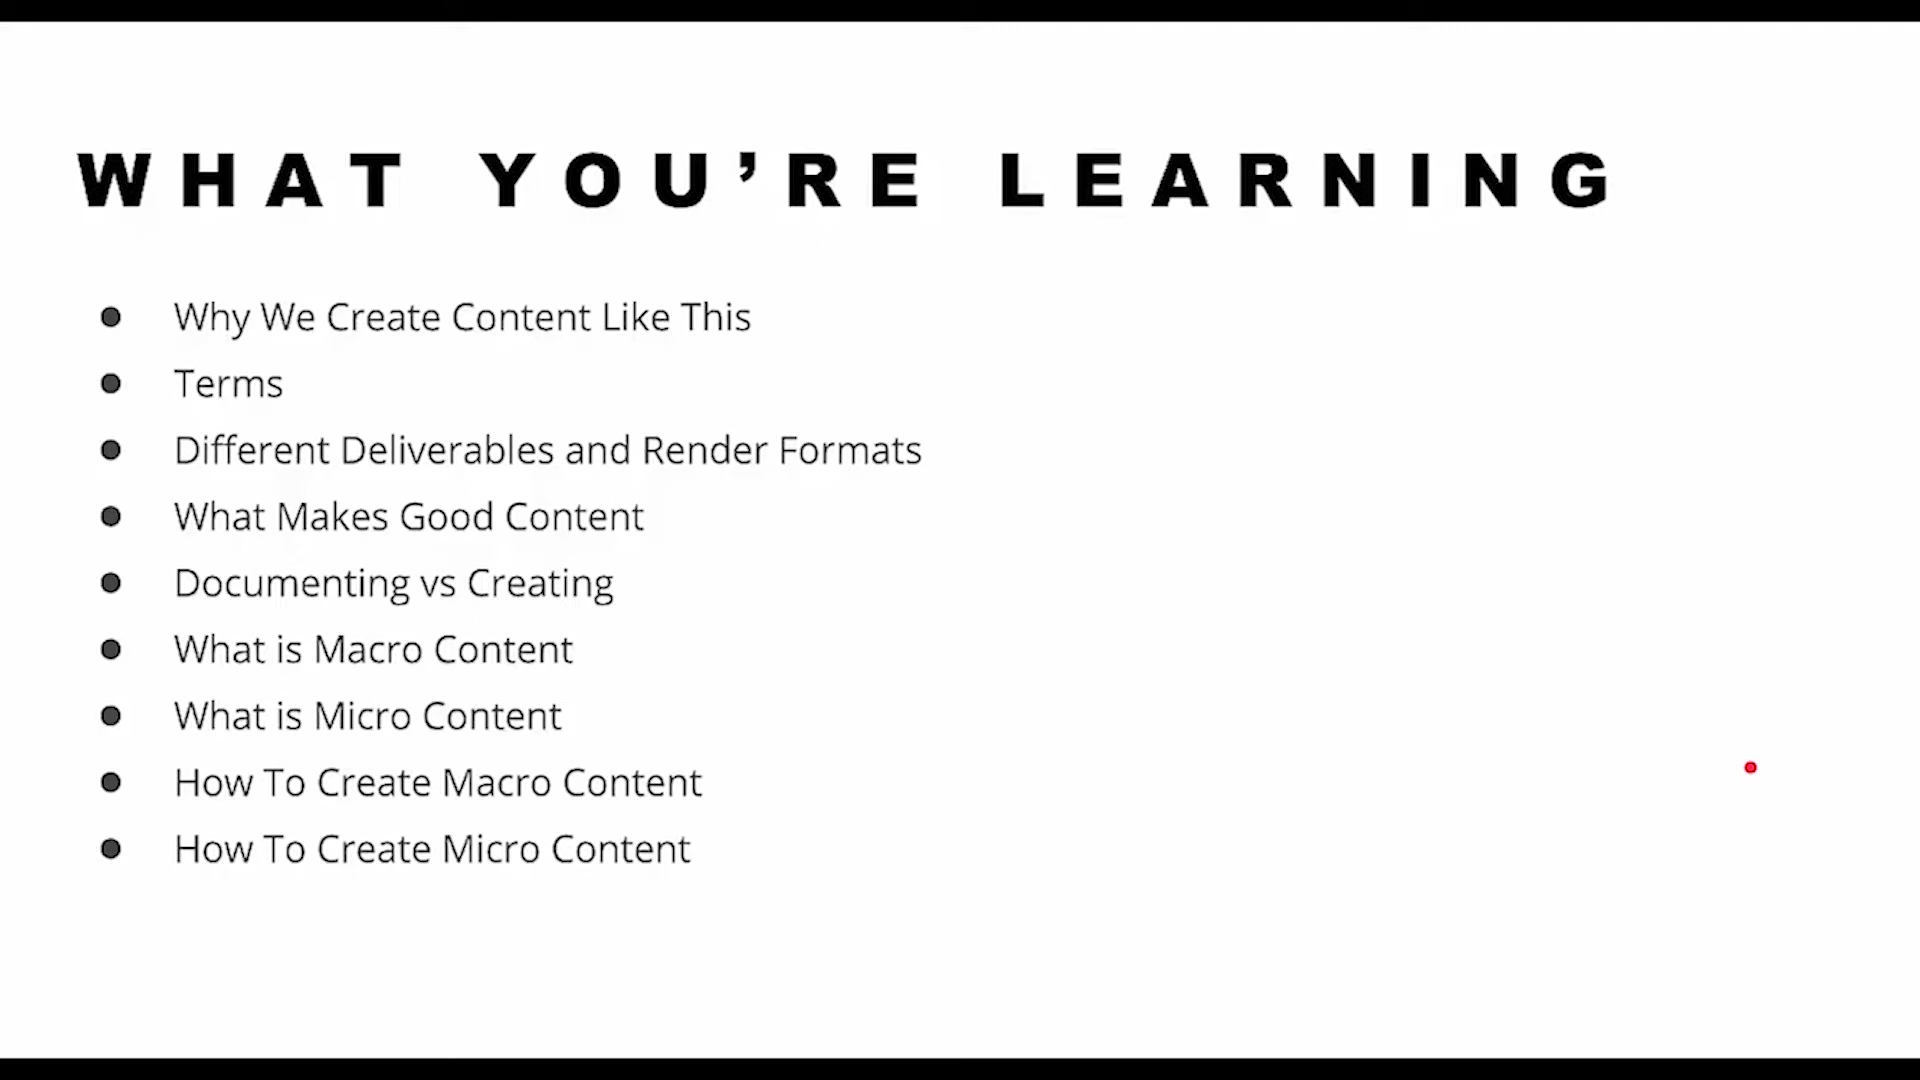 WHAT YOU’RE LEARNING
● Why We Create Content Like This
● Terms
● Different Deliverables and Render Formats
● What Makes Good Content
● Documenting vs Creating
● What is Macro Content
● What is Micro Content
● How To Create Macro Content
● How To Create Micro Content